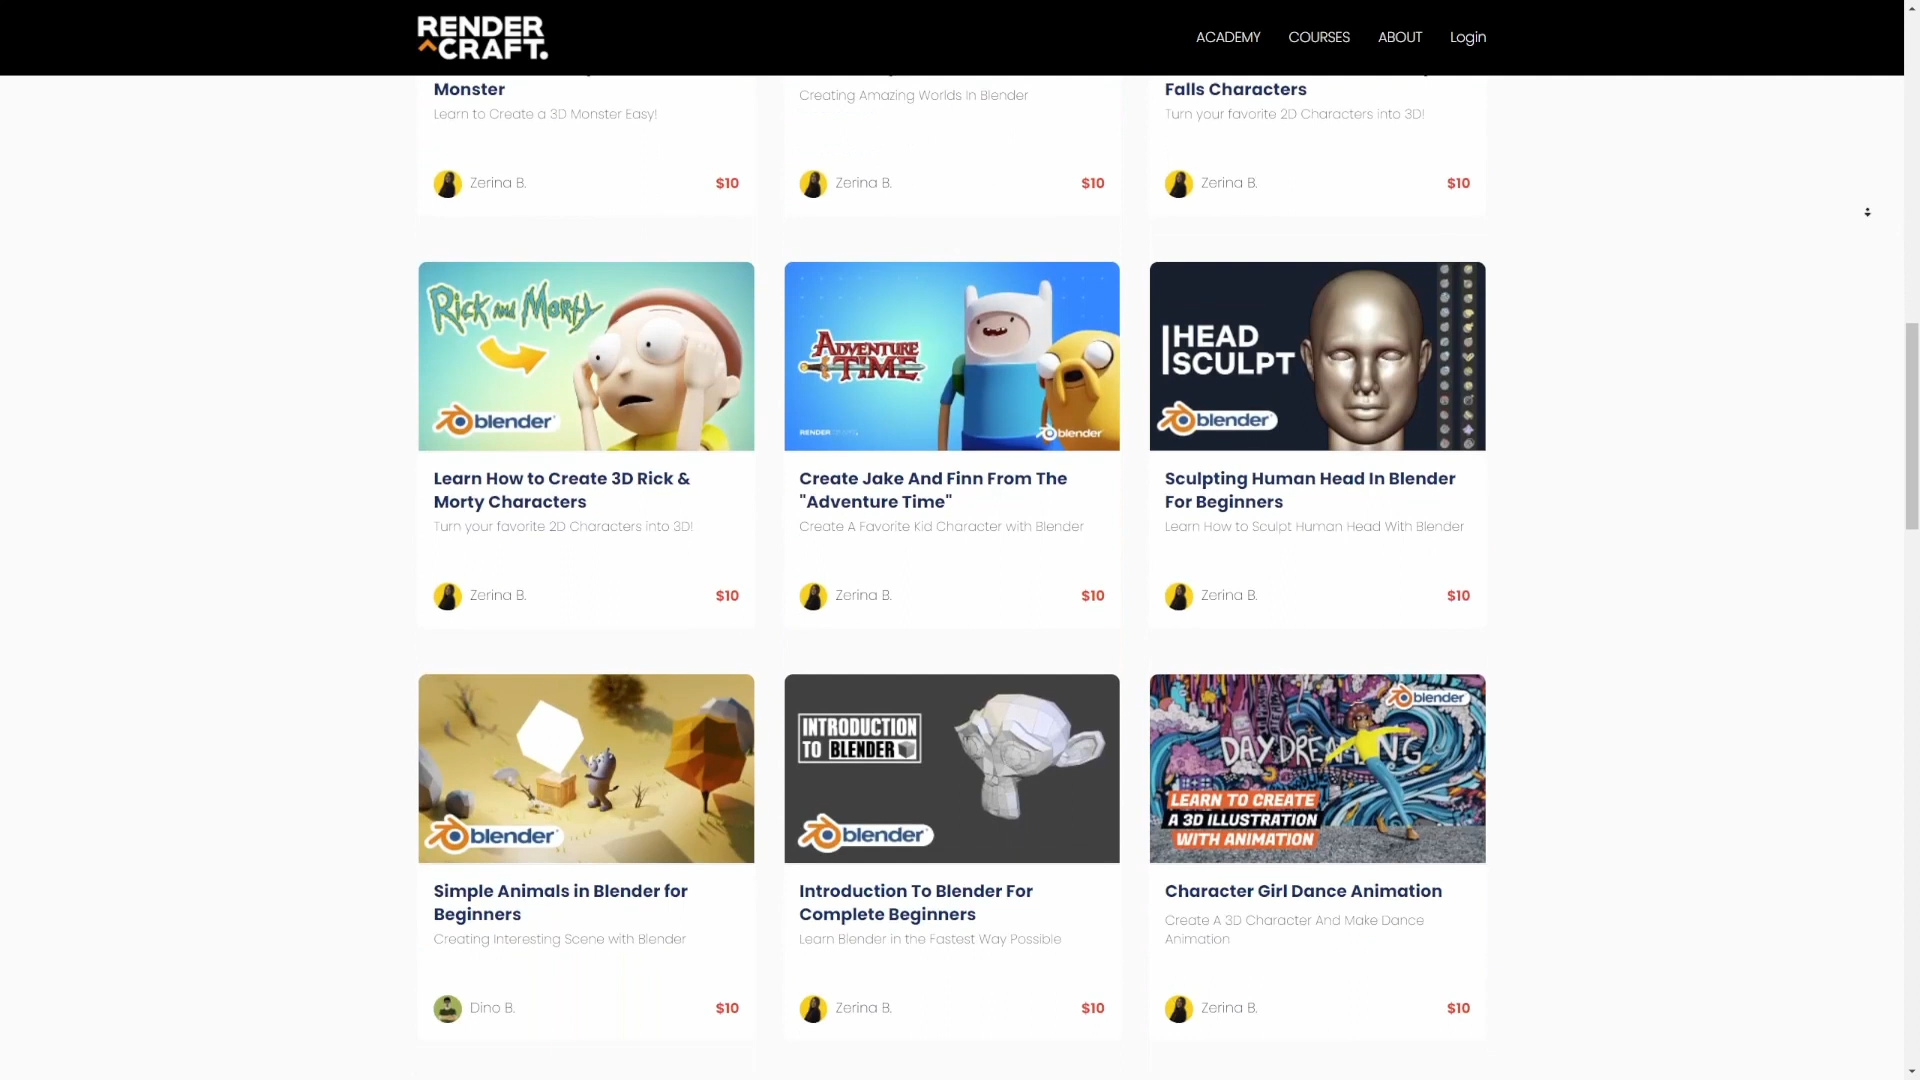 RENDER
CRAFT.
ACADEMY
COURSES
ABOUT
Login
Monster
Learn to Create a 3D Monster Easy!
Zerina B.
$10
Creating Amazing Worlds In Blender
Zerina B.
$10
Falls Characters
Turn your favorite 2D Characters into 3D!
Zerina B.
$10
Rick and Morty
blender
Learn How to Create 3D Rick &
Morty Characters
Turn your favorite 2D Characters into 3D!
Zerina B.
$10
ADVENTURE
TIME
RENDERCRAFT.
blender
Create Jake And Finn From The
"Adventure Time"
Create A Favorite Kid Character with Blender
Zerina B.
$10
HEAD
SCULPT
blender
Sculpting Human Head In Blender
For Beginners
Learn How to Sculpt Human Head With Blender
Zerina B.
$10
blender
Simple Animals in Blender for
Beginners
Creating Interesting Scene with Blender
Dino B.
$10
INTRODUCTION
TO BLENDER
blender
Introduction To Blender For
Complete Beginners
Learn Blender in the Fastest Way Possible
Zerina B.
$10
blender
DAYDREAMING
LEARN TO CREATE
A 3D ILLUSTRATION
WITH ANIMATION
Character Girl Dance Animation
Create A 3D Character And Make Dance
Animation
Zerina B.
$10